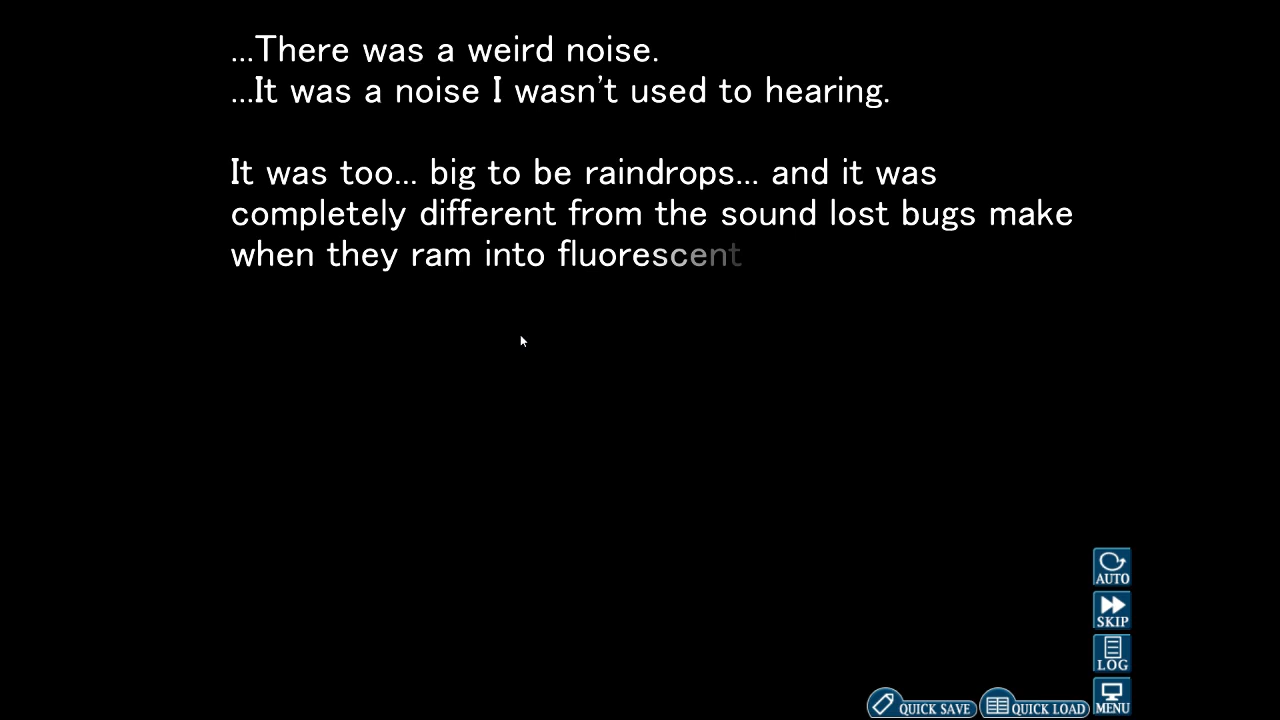 ...There was a weird noise.
...It was a noise I wasn't used to hearing.
It was too... big to be raindrops... and it was
completely different from the sound lost bugs make
when they ram into fluorescent
AUTO
SKIP
LOG
MENU
QUICK SAVE
QUICK LOAD